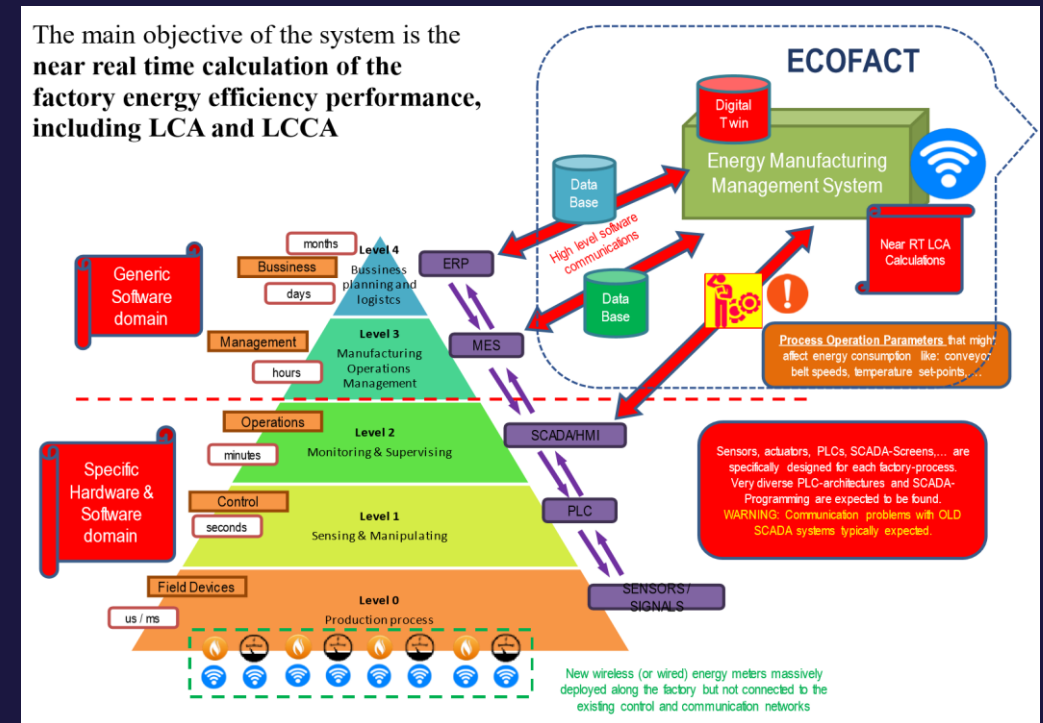 The main objective of the system is the
near real time calculation of the
factory energy efficiency performance,
including LCA and LCCA
ECOFACT
Digital
Twin
Energy Manufacturing
Management System
Data
Base
High level software
communications
Near RT LCA
Calculations
Data
Base
Process Operation Parameters that might
affect energy consumption like: conveyor
belt speeds, temperature set-points, ...
Generic
Software
domain
months
Bussiness
days
Level 4
Bussiness
planning and
logistcs
ERP
Management
hours
Level 3
Manufacturing
Operations
Management
MES
Operations
minutes
Level 2
Monitoring & Supervising
SCADA/HMI
Specific
Hardware &
Software
domain
Control
seconds
Level 1
Sensing & Manipulating
PLC
Sensors, actuators, PLCs, SCADA-Screens,... are
specifically designed for each factory-process.
Very diverse PLC-architectures and SCADA-
Programming are expected to be found.
WARNING: Communication problems with OLD
SCADA systems typically expected.
Field Devices
us / ms
Level 0
Production process
SENSORS /
SIGNALS
New wireless (or wired) energy meters massively
deployed along the factory but not connected to the
existing control and communication networks